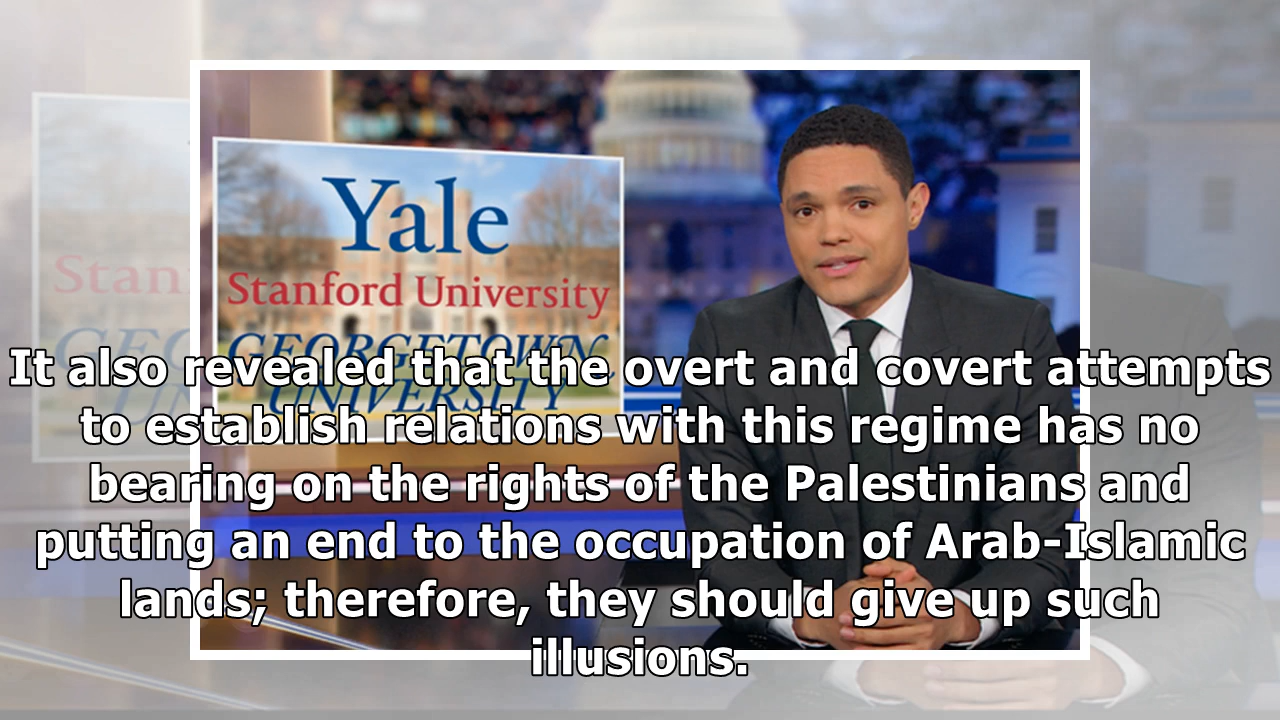 Yale
Stanford University
GEORGETOWN
UNIVERSITY
It also revealed that the overt and covert attempts
to establish relations with this regime has no
bearing on the rights of the Palestinians and
putting an end to the occupation of Arab-Islamic
lands; therefore, they should give up such
illusions.